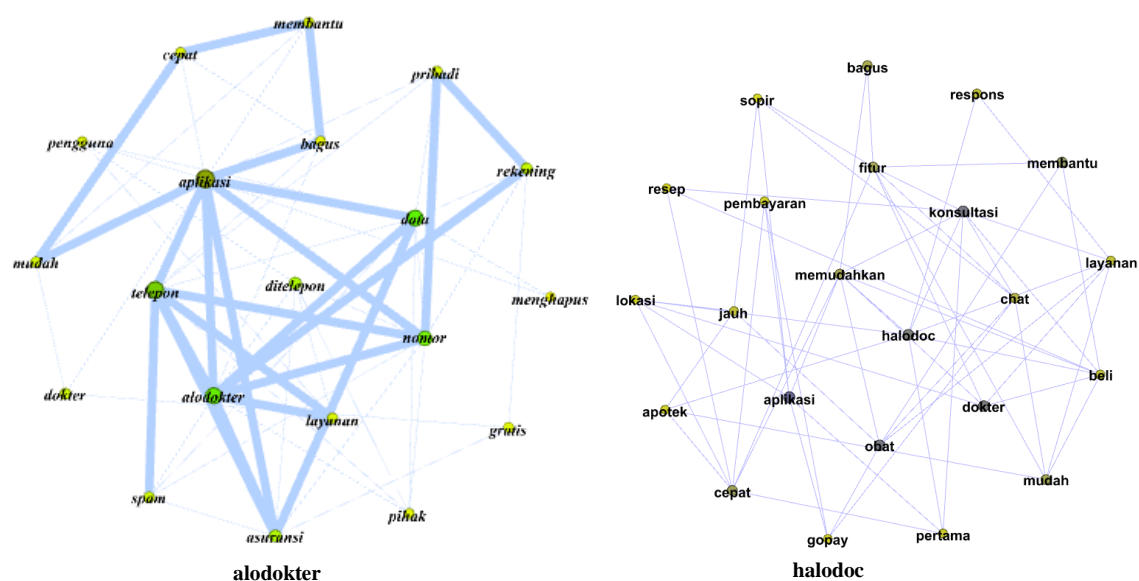 membantu
cepat
pribadi
pengguna
bagus
rekening
aplikasi
data
mudah
telepon
ditelepon
menghapus
nomor
dokter
alodokter
layanan
gratis
spam
pihak
asuransi
alodokter
bagus
sopir
respons
membantu
fitur
resep
pembayaran
konsultasi
layanan
memudahkan
lokasi
jauh
chat
halodoc
beli
apotek
aplikasi
dokter
obat
mudah
cepat
gopay
pertama
halodoc